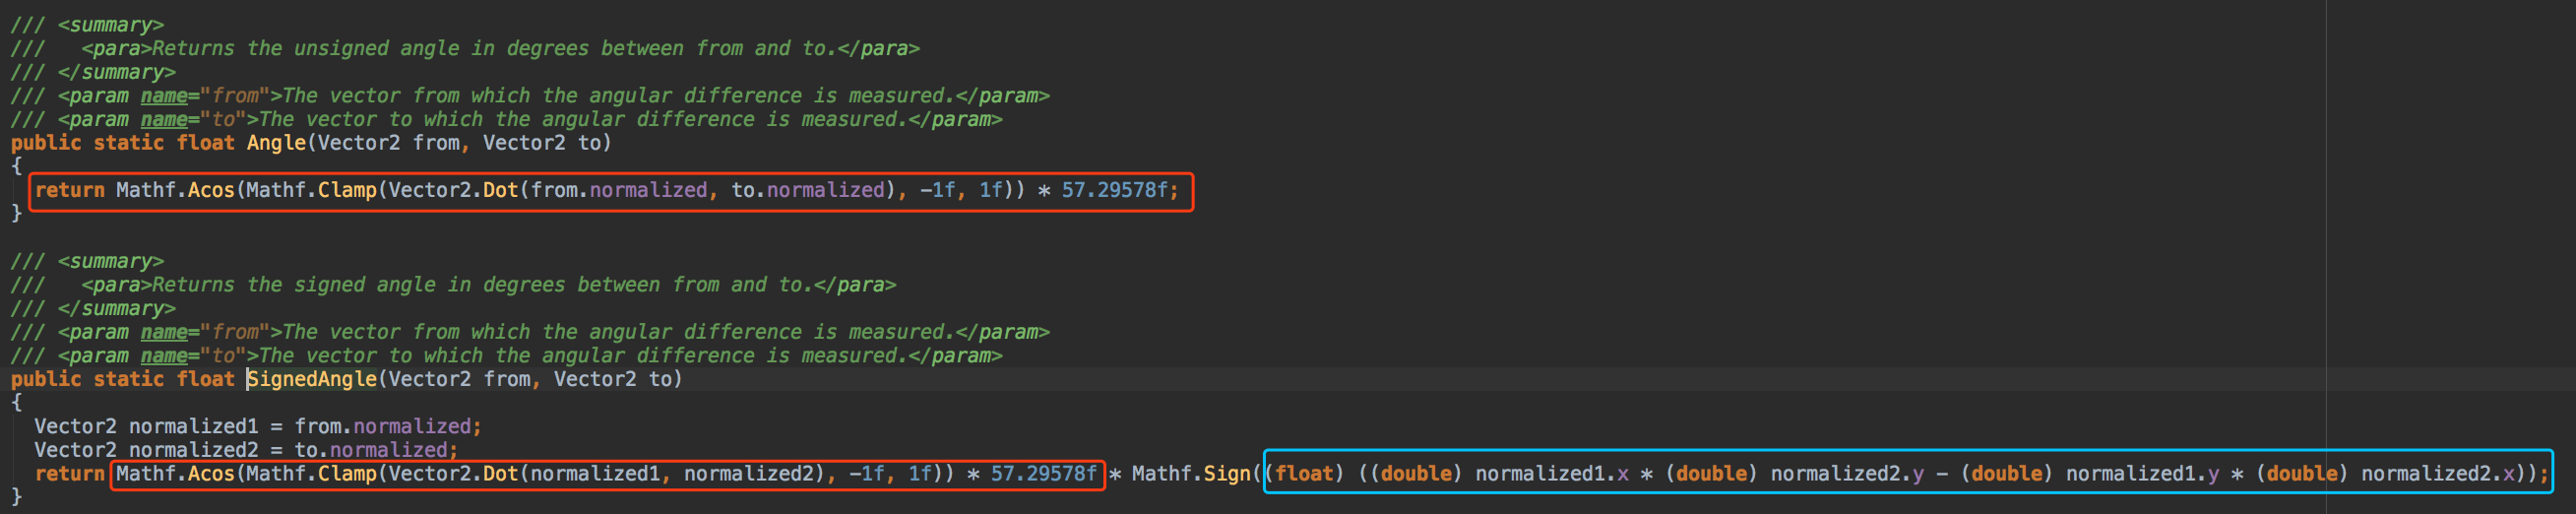 /// <summary>
///   <para>Returns the unsigned angle in degrees between from and to.</para>
/// </summary>
/// <param name="from">The vector from which the angular difference is measured.</param>
/// <param name="to">The vector to which the angular difference is measured.</param>
public static float Angle(Vector2 from, Vector2 to)
{
  return Mathf.Acos(Mathf.Clamp(Vector2.Dot(from.normalized, to.normalized), -1f, 1f)) * 57.29578f;
}

/// <summary>
///   <para>Returns the signed angle in degrees between from and to.</para>
/// </summary>
/// <param name="from">The vector from which the angular difference is measured.</param>
/// <param name="to">The vector to which the angular difference is measured.</param>
public static float SignedAngle(Vector2 from, Vector2 to)
{
  Vector2 normalized1 = from.normalized;
  Vector2 normalized2 = to.normalized;
  return Mathf.Acos(Mathf.Clamp(Vector2.Dot(normalized1, normalized2), -1f, 1f)) * 57.29578f * Mathf.Sign((float) ((double) normalized1.x * (double) normalized2.y - (double) normalized1.y * (double) normalized2.x));
}